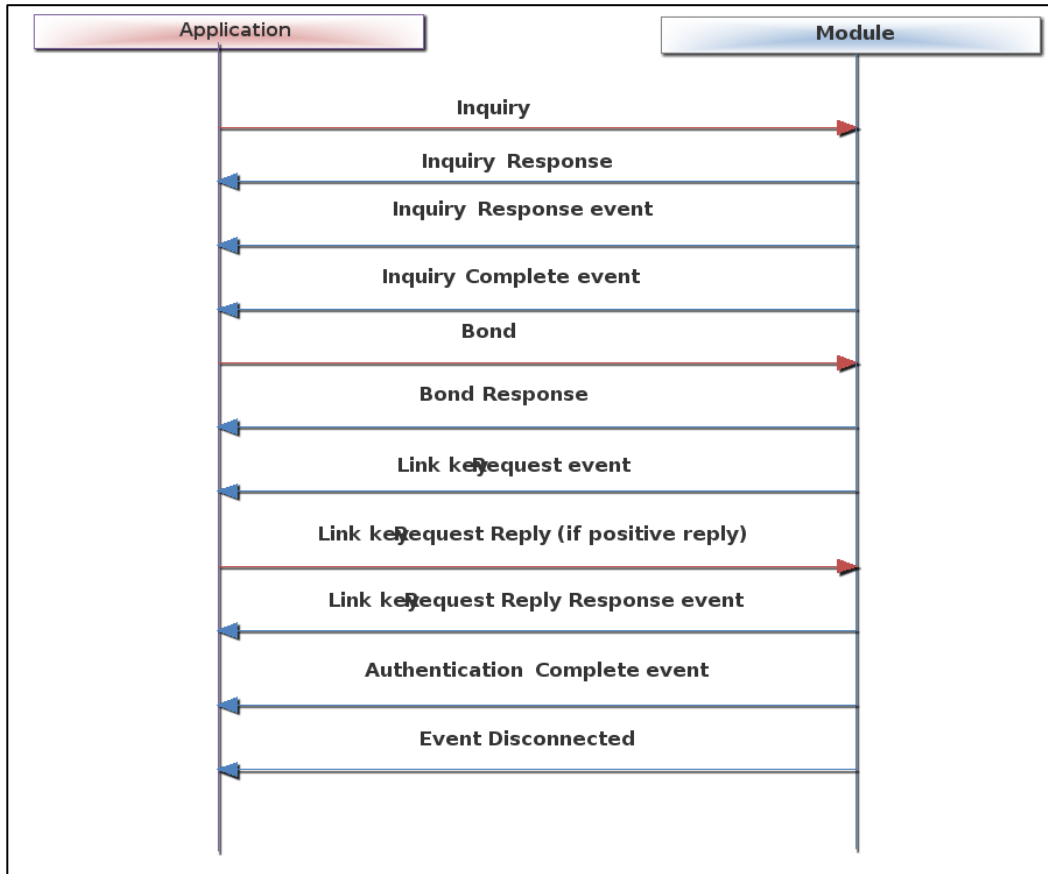 Application
Module
Inquiry
Inquiry Response
Inquiry Response event
Inquiry Complete event
Bond
Bond Response
Link key Request event
Link key Request Reply (if positive reply)
Link key Request Reply Response event
Authentication Complete event
Event Disconnected